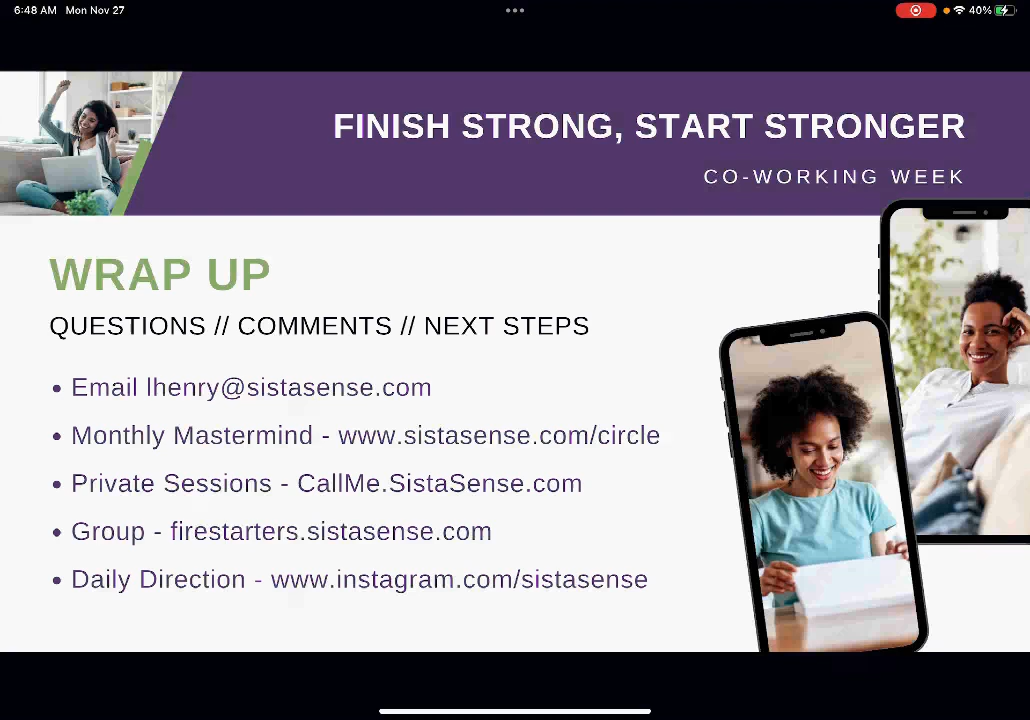 6:48 AM Mon Nov 27
40%
FINISH STRONG, START STRONGER
CO-WORKING WEEK
WRAP UP
QUESTIONS // COMMENTS // NEXT STEPS
• Email lhenry@sistasense.com
• Monthly Mastermind - www.sistasense.com/circle
• Private Sessions - CallMe.SistaSense.com
• Group - firestarters.sistasense.com
• Daily Direction - www.instagram.com/sistasense